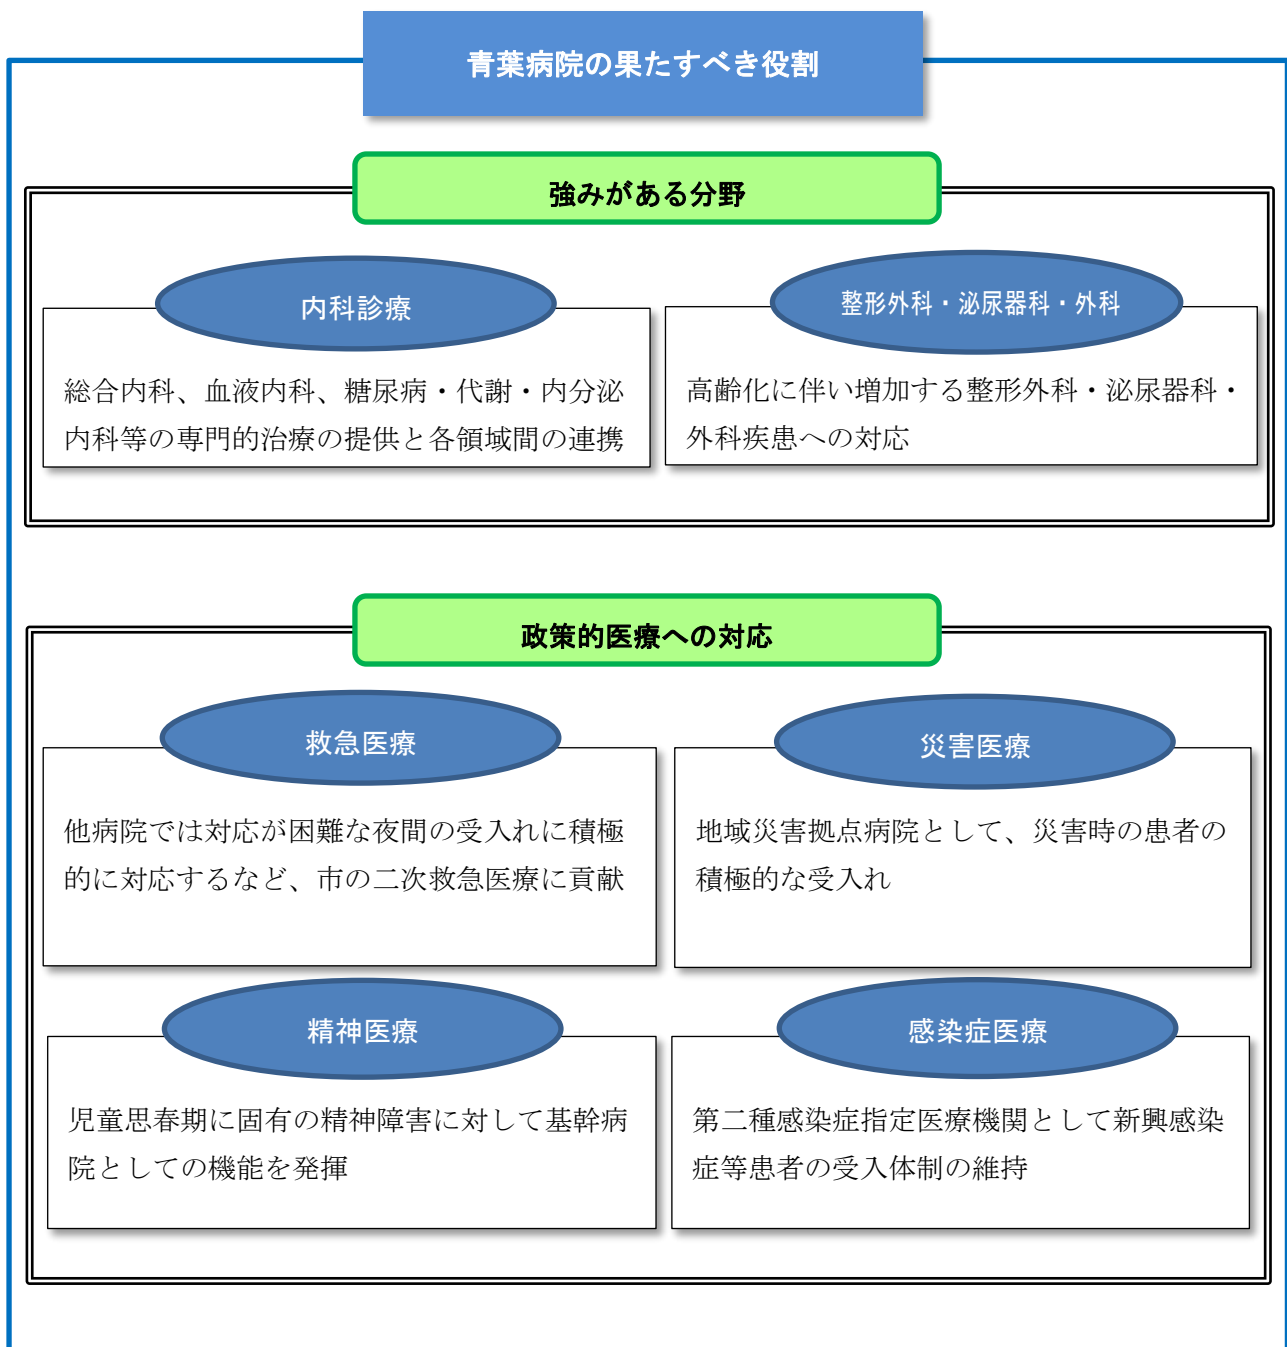 青葉病院の果たすべき役割
強みがある分野
内科診療
総合内科、血液内科、糖尿病・代謝・内分泌
内科等の専門的治療の提供と各領域間の連携
整形外科・泌尿器科・外科
高齢化に伴い増加する整形外科・泌尿器科・
外科疾患への対応
政策的医療への対応
救急医療
他病院では対応が困難な夜間の受入れに積極
的に対応するなど、市の二次救急医療に貢献
災害医療
地域災害拠点病院として、災害時の患者の
積極的な受入れ
精神医療
児童思春期に固有の精神障害に対して基幹病
院としての機能を発揮
感染症医療
第二種感染症指定医療機関として新興感染
症等患者の受入体制の維持